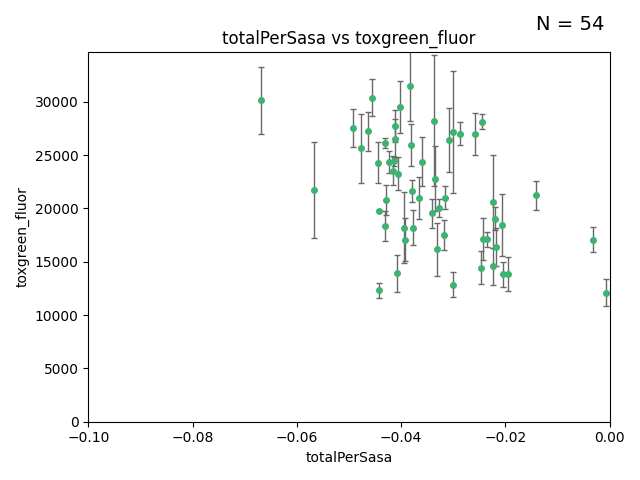 N = 54
totalPerSasa vs toxgreen_fluor
30000
25000
20000
15000
10000
5000
0
toxgreen_fluor
−0.10 −0.08 −0.06 −0.04 −0.02 0.00
totalPerSasa